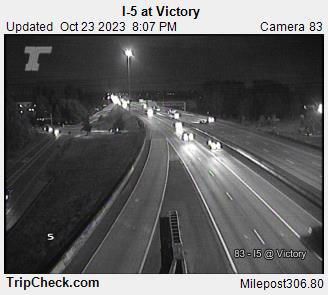 I-5 at Victory
Updated Oct 23 2023 8:07 PM Camera 83
T
S
83 - I5 @ Victory
TripCheck.com Milepost306.80